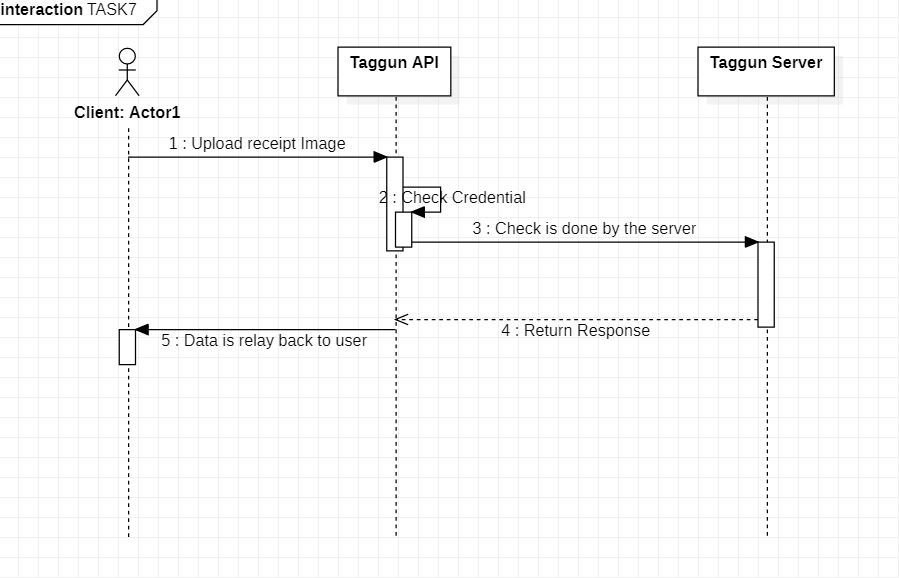 interaction TASK7
Taggun API
Taggun Server
Client: Actor1
1 : Upload receipt Image
2 : Check Credential
3 : Check is done by the server
4 : Return Response
5 : Data is relay back to user